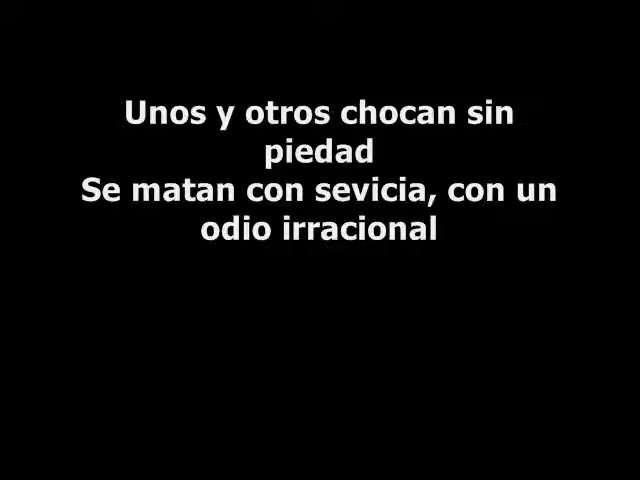 Unos y otros chocan sin
piedad
Se matan con sevicia, con un
odio irracional